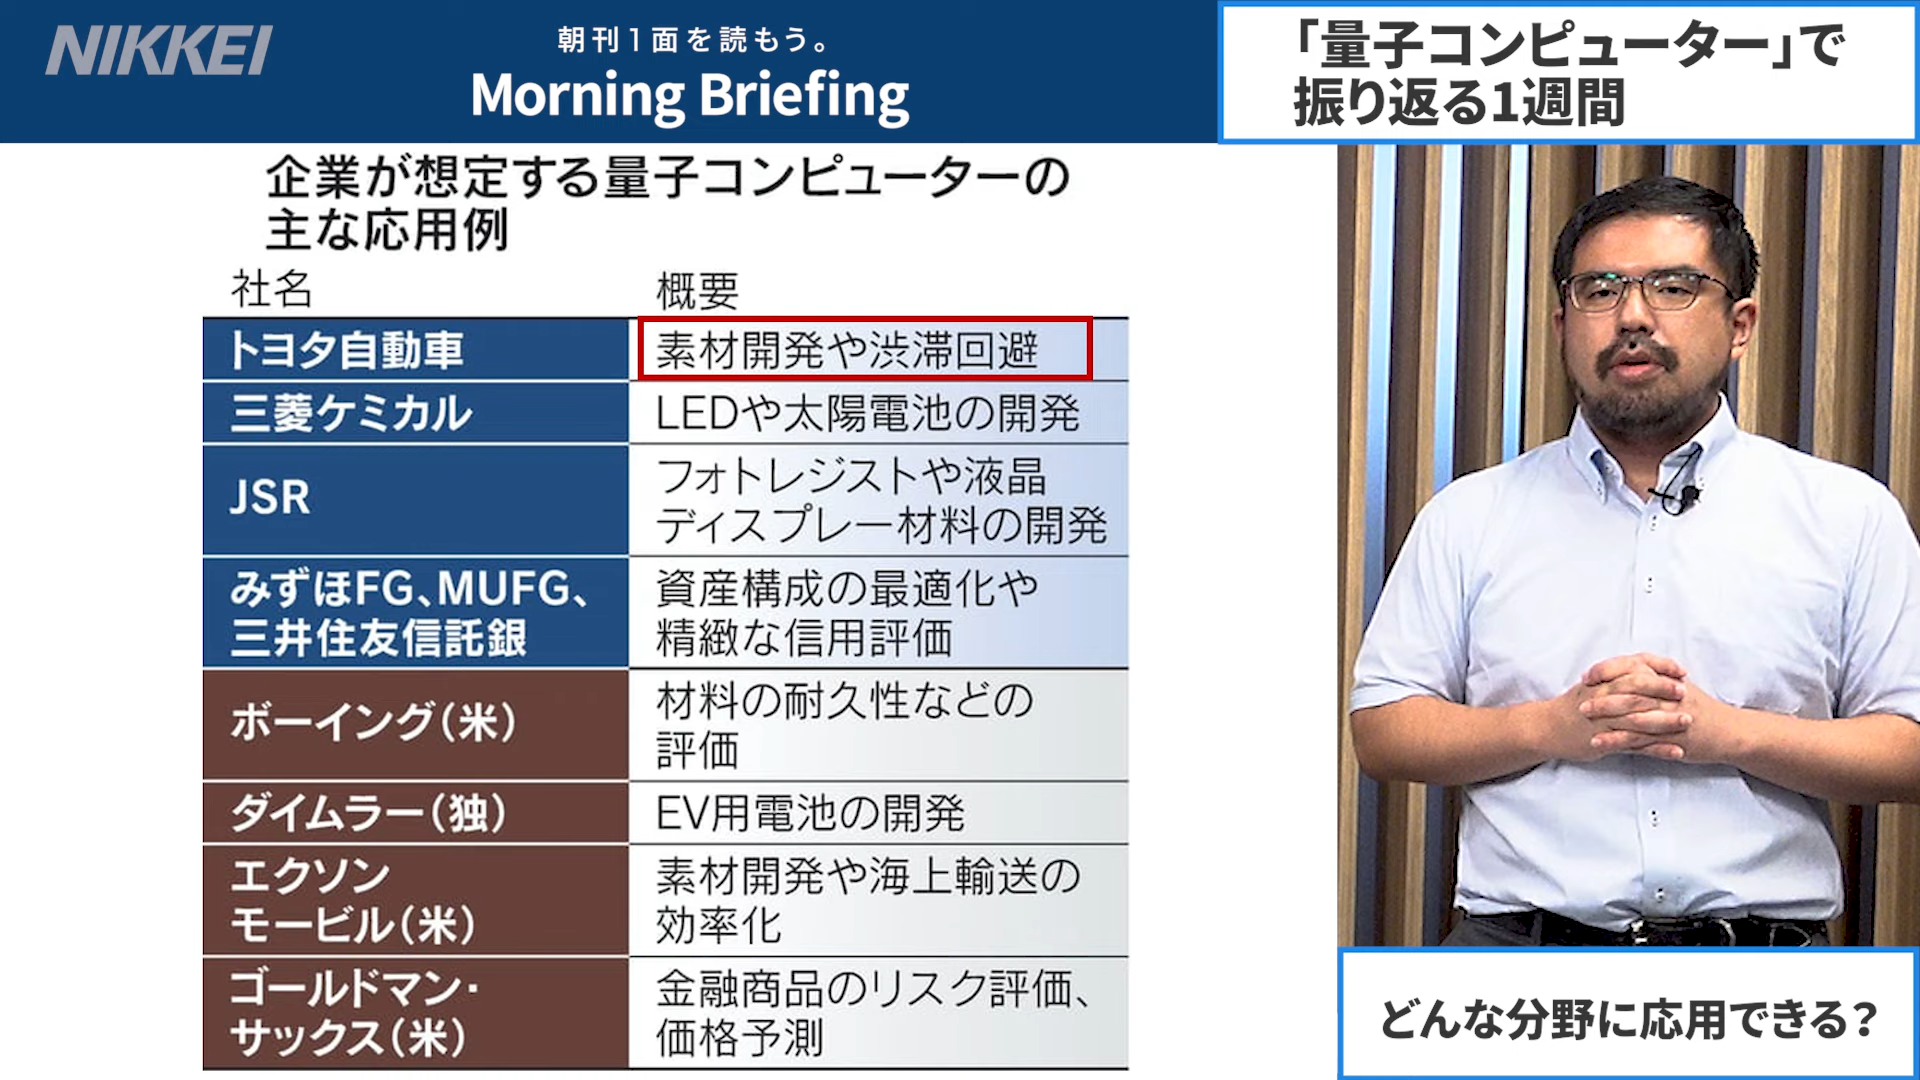 NIKKEI
朝刊1面を読もう。
Morning Briefing
「量子コンピューター」で
振り返る1週間
企業が想定する量子コンピューターの
主な応用例
社名 概要
トヨタ自動車 素材開発や渋滞回避
三菱ケミカル LEDや太陽電池の開発
JSR フォトレジストや液晶
ディスプレー材料の開発
みずほFG、MUFG、 資産構成の最適化や
三井住友信託銀 精緻な信用評価
ボーイング(米) 材料の耐久性などの
評価
ダイムラー(独) EV用電池の開発
エクソン 素材開発や海上輸送の
モービル(米) 効率化
ゴールドマン・ 金融商品のリスク評価、
サックス(米) 価格予測
どんな分野に応用できる?